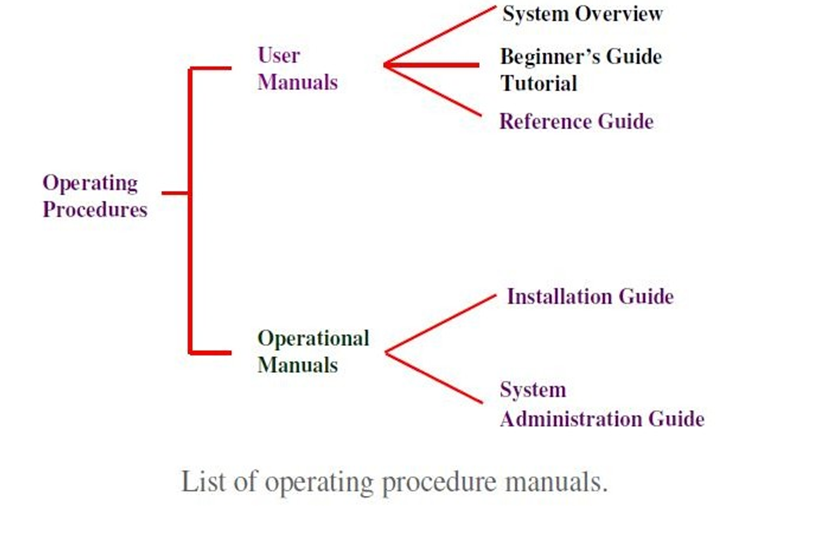 System Overview
User
Manuals
Beginner’s Guide
Tutorial
Reference Guide
Operating
Procedures
Installation Guide
Operational
Manuals
System
Administration Guide
List of operating procedure manuals.